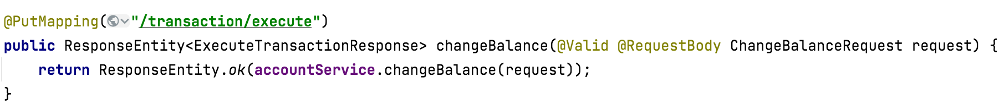 @PutMapping("/transaction/execute")
public ResponseEntity<ExecuteTransactionResponse> changeBalance(@Valid @RequestBody ChangeBalanceRequest request) {
    return ResponseEntity.ok(accountService.changeBalance(request));
}